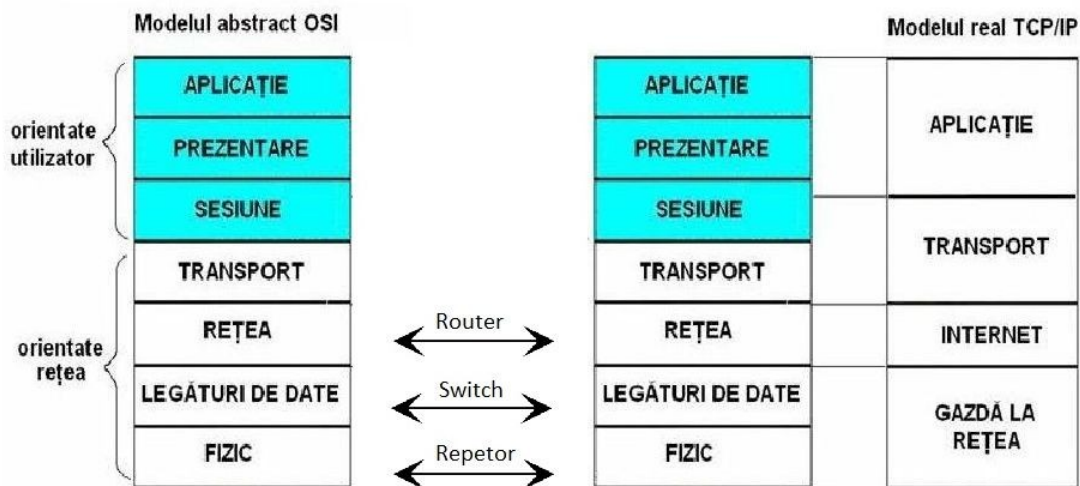 Modelul abstract OSI
Modelul real TCP/IP
orientate
utilizator
APLICAȚIE
PREZENTARE
SESIUNE
orientate
rețea
TRANSPORT
REȚEA
LEGĂTURI DE DATE
FIZIC
Router
Switch
Repetor
APLICAȚIE
PREZENTARE
SESIUNE
TRANSPORT
REȚEA
LEGĂTURI DE DATE
FIZIC
APLICAȚIE
TRANSPORT
INTERNET
GAZDĂ LA
REȚEA